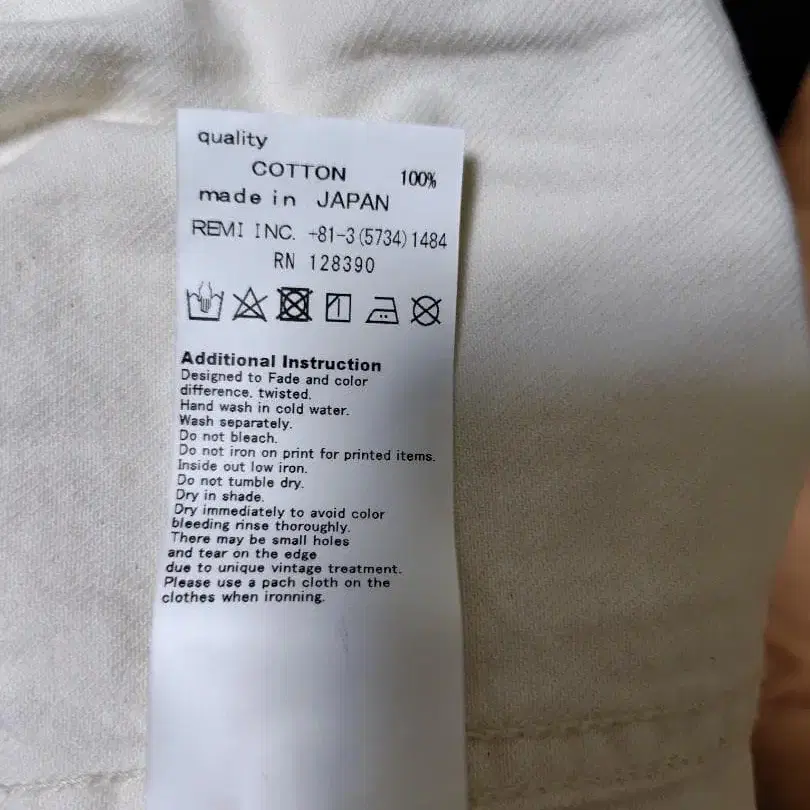 quality
COTTON 100%
made in JAPAN
REMI INC. +81-3(5734)1484
RN 128390
Additional Instruction
Designed to Fade and color
difference. twisted.
Hand wash in cold water.
Wash separately.
Do not bleach.
Do not iron on print for printed items.
Inside out low iron.
Do not tumble dry.
Dry in shade.
Dry immediately to avoid color
bleeding rinse thoroughly.
There may be small holes
and tear on the edge
due to unique vintage treatment.
Please use a pach cloth on the
clothes when ironning.